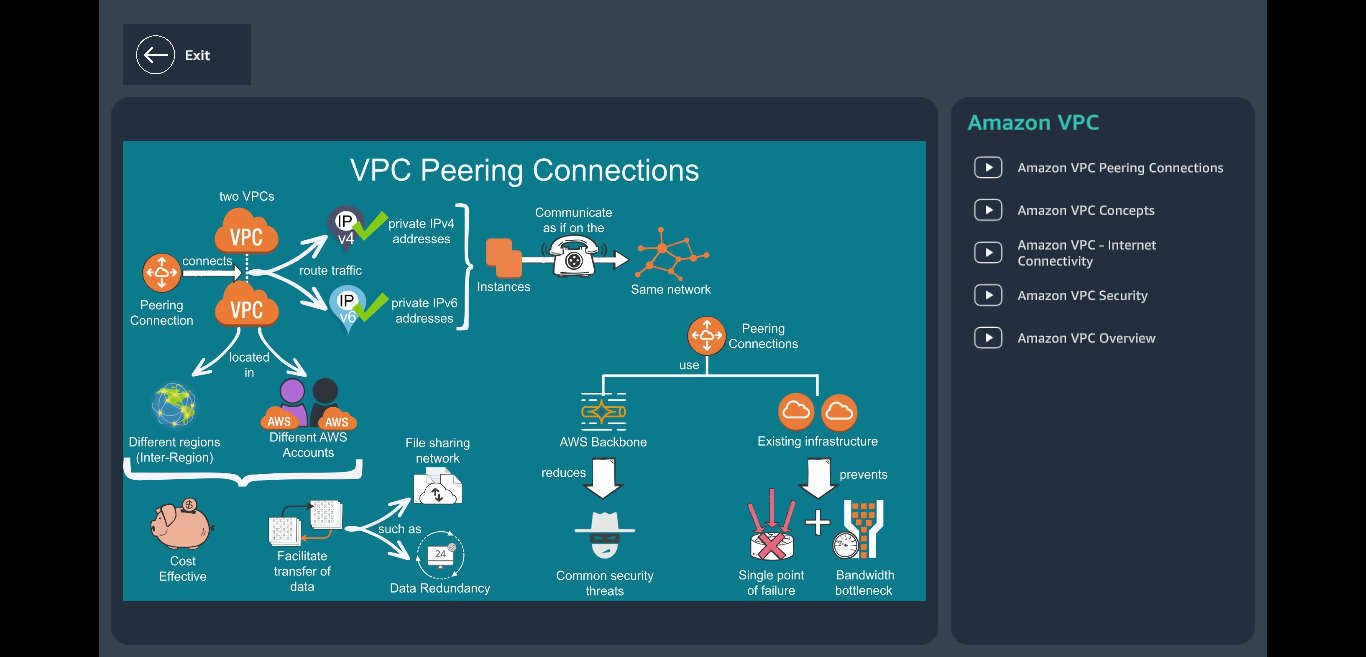 Exit
VPC Peering Connections
two VPCs
VPC
connects
VPC
Peering
Connection
IP
v4
private IPv4
addresses
route traffic
IP
v6
private IPv6
addresses
Instances
Communicate
as if on the
Same network
located
in
Different regions
(Inter-Region)
AWS
AWS
Different AWS
Accounts
Cost
Effective
Facilitate
transfer of
data
such as
File sharing
network
24
Data Redundancy
Peering
Connections
use
AWS Backbone
reduces
Common security
threats
Existing infrastructure
prevents
Single point
of failure
Bandwidth
bottleneck
Amazon VPC
Amazon VPC Peering Connections
Amazon VPC Concepts
Amazon VPC - Internet
Connectivity
Amazon VPC Security
Amazon VPC Overview